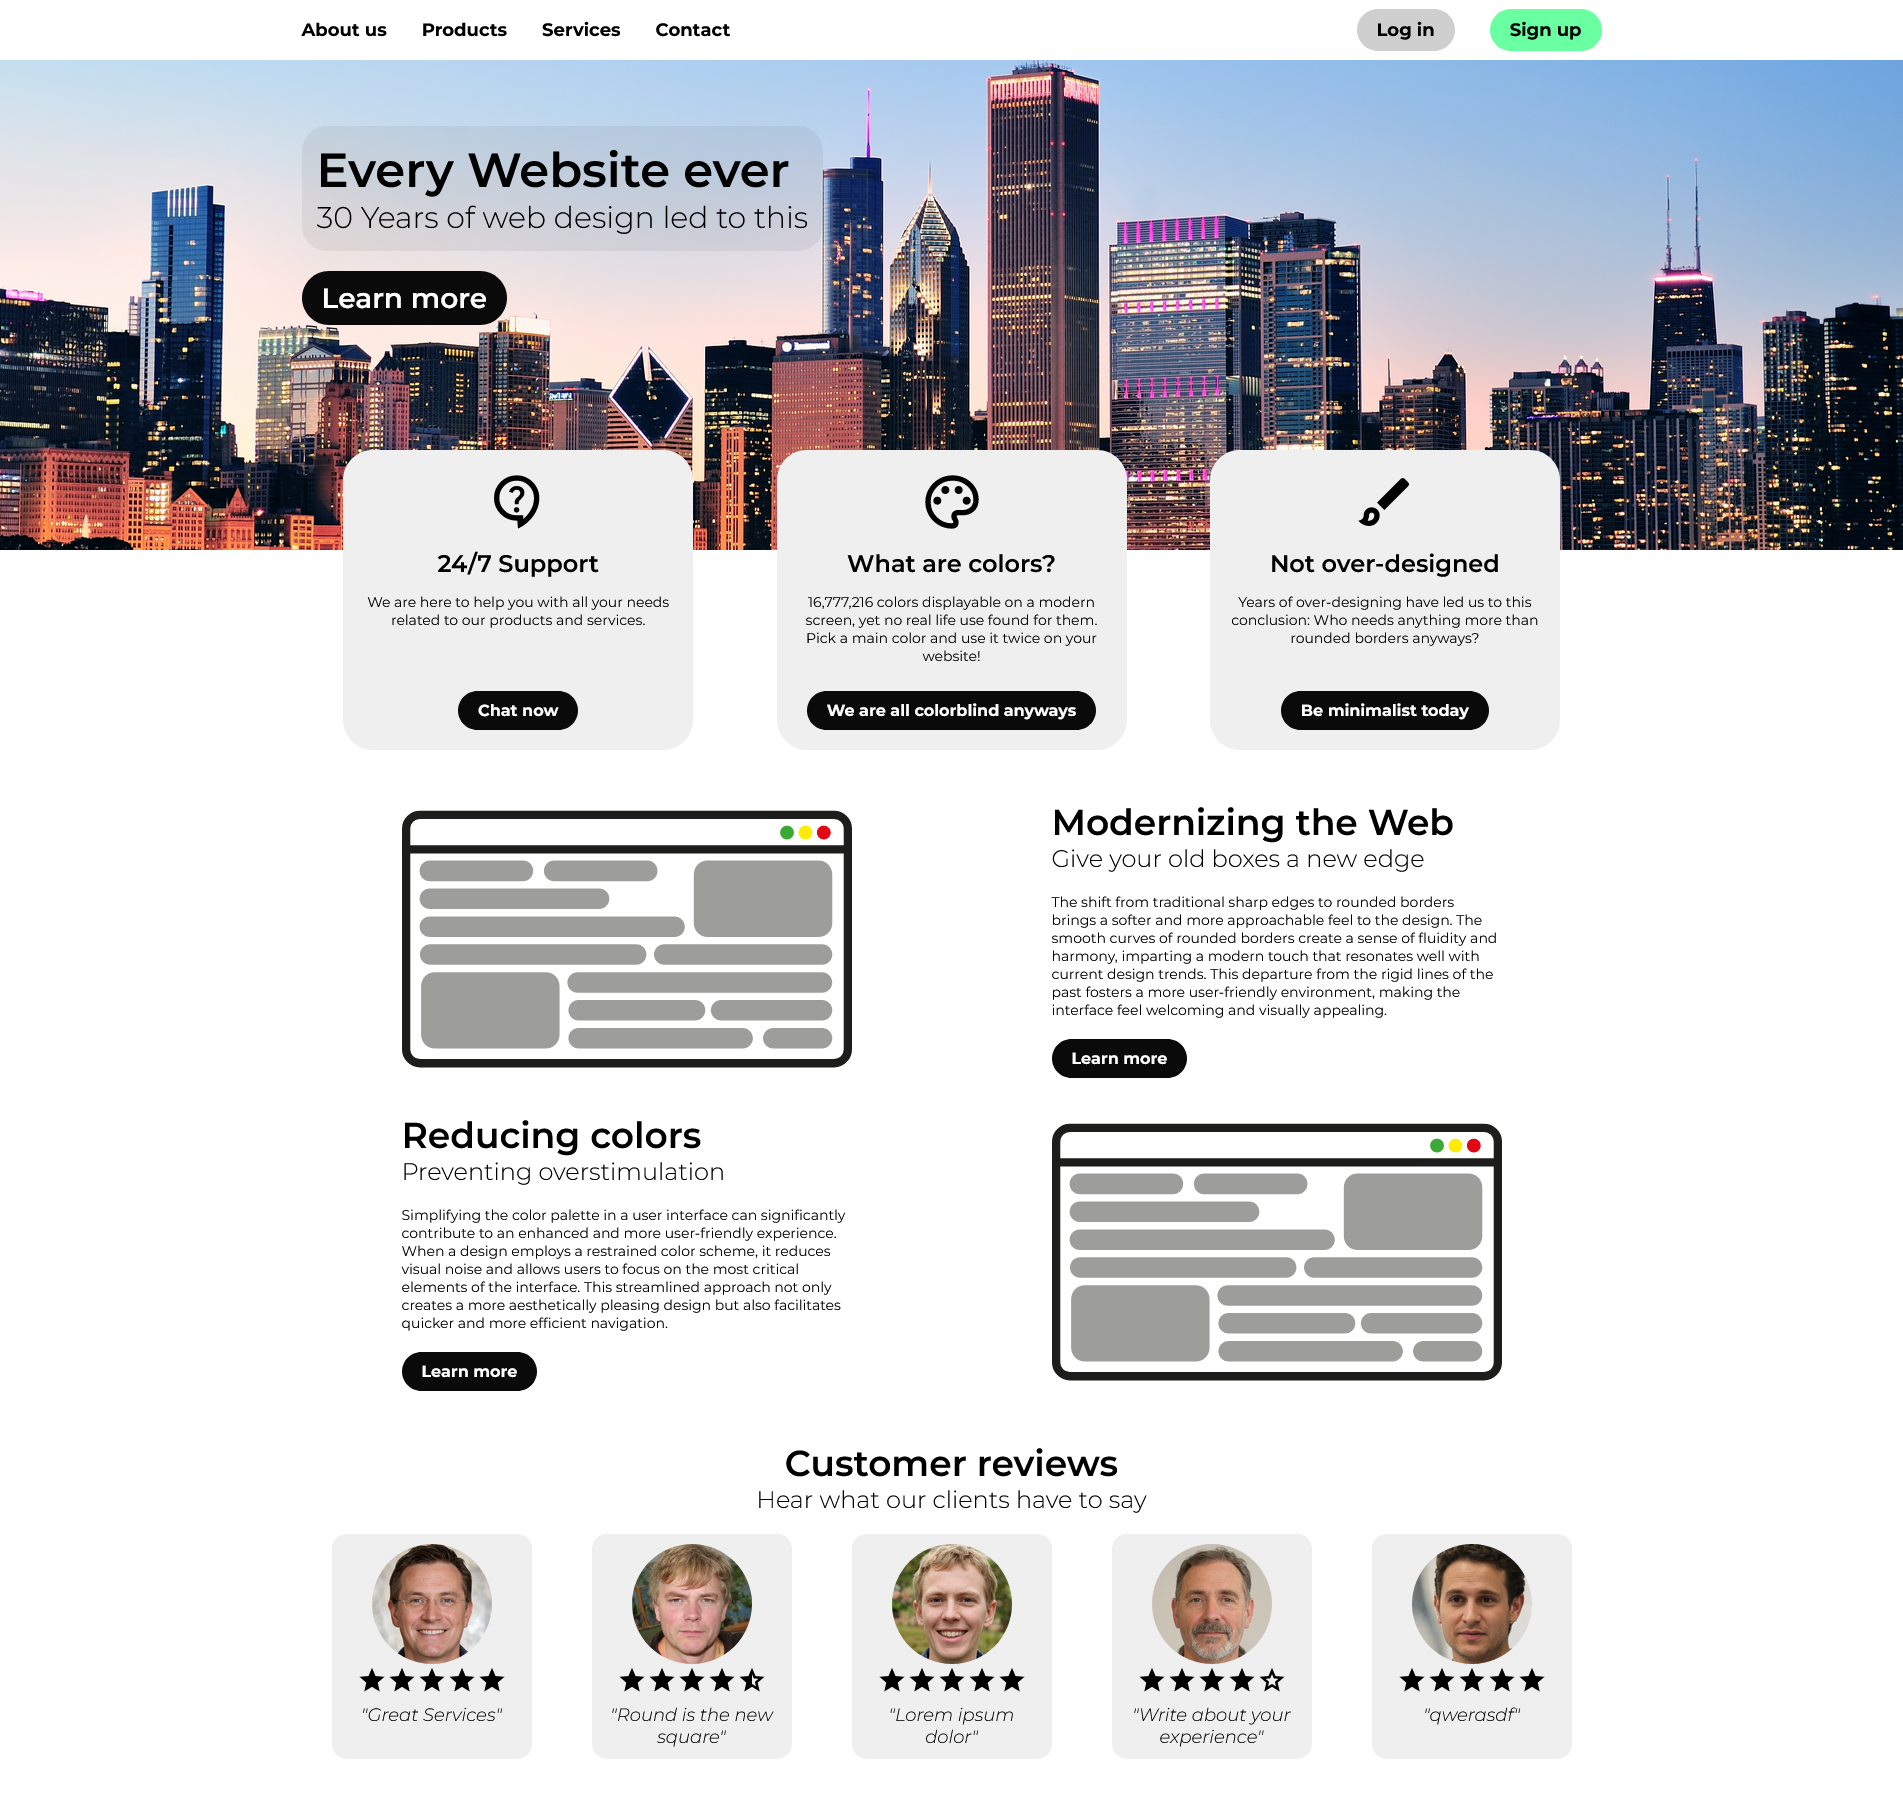 About us Products Services Contact Log in Sign up
Every Website ever
30 Years of web design led to this
Learn more
24/7 Support
We are here to help you with all your needs
related to our products and services.
Chat now
What are colors?
16,777,216 colors displayable on a modern
screen, yet no real life use found for them.
Pick a main color and use it twice on your
website!
We are all colorblind anyways
Not over-designed
Years of over-designing have led us to this
conclusion: Who needs anything more than
rounded borders anyways?
Be minimalist today
Modernizing the Web
Give your old boxes a new edge
The shift from traditional sharp edges to rounded borders
brings a softer and more approachable feel to the design. The
smooth curves of rounded borders create a sense of fluidity and
harmony, imparting a modern touch that resonates well with
current design trends. This departure from the rigid lines of the
past fosters a more user-friendly environment, making the
interface feel welcoming and visually appealing.
Learn more
Reducing colors
Preventing overstimulation
Simplifying the color palette in a user interface can significantly
contribute to an enhanced and more user-friendly experience.
When a design employs a restrained color scheme, it reduces
visual noise and allows users to focus on the most critical
elements of the interface. This streamlined approach not only
creates a more aesthetically pleasing design but also facilitates
quicker and more efficient navigation.
Learn more
Customer reviews
Hear what our clients have to say
"Great Services"
"Round is the new
square"
"Lorem ipsum
dolor"
"Write about your
experience"
"qwerasdf"